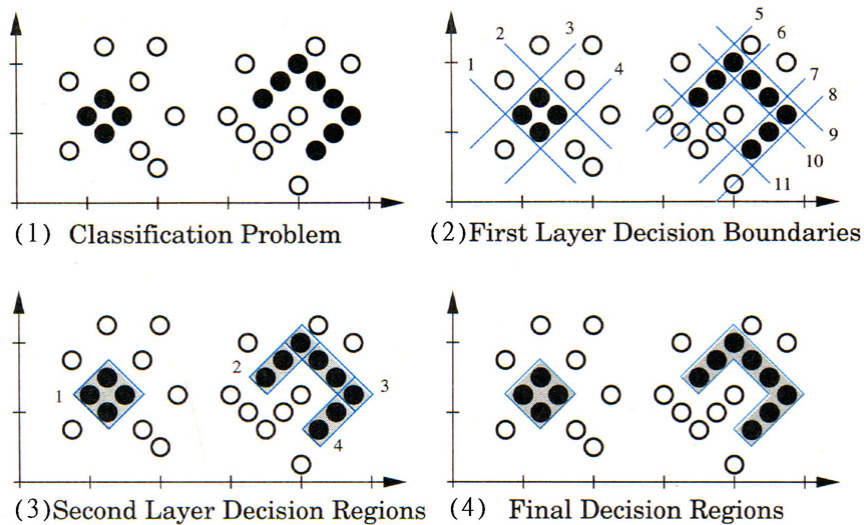 5
2 3 6
1 4 7
8
9
10
11
(1) Classification Problem
(2)First Layer Decision Boundaries
2
1 3
4
(3)Second Layer Decision Regions
(4) Final Decision Regions